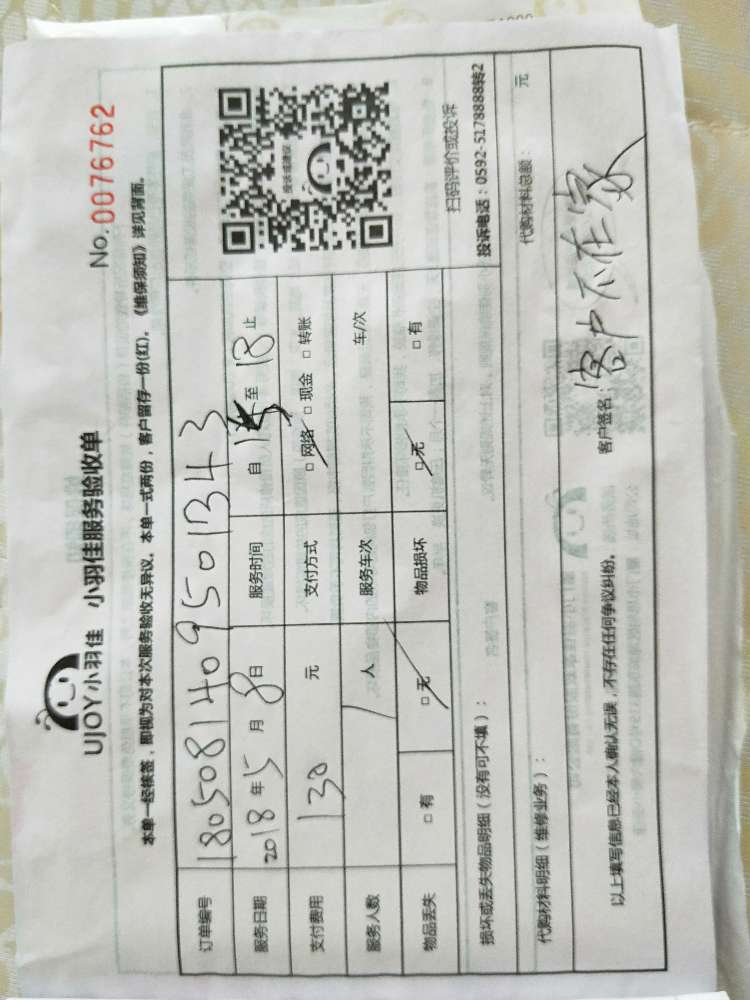 UJOY小羽佳 小羽佳服务验收单
No.0076762
本单一经核签，即视为对本次服务验收无异议。本单一式两份，客户留存一份(红)。《维保须知》详见背面。
订单编号 1805081409501343
服务日期 2018年5月8日 服务时间 自 至18止
支付费用 130元 支付方式 □网络 □现金 □转账
服务人数 1人 服务车次 车/次
物品丢失 □有 □无 物品损坏 □无 □有
投诉或建议
扫码评价或投诉
投诉电话：0592-5178888转2
损坏或丢失物品明细（没有可不填）：
代购材料明细（维修业务）： 代购材料总额： 元
以上填写信息已经本人确认无误，不存在任何争议纠纷。 客户签名：客户不在家